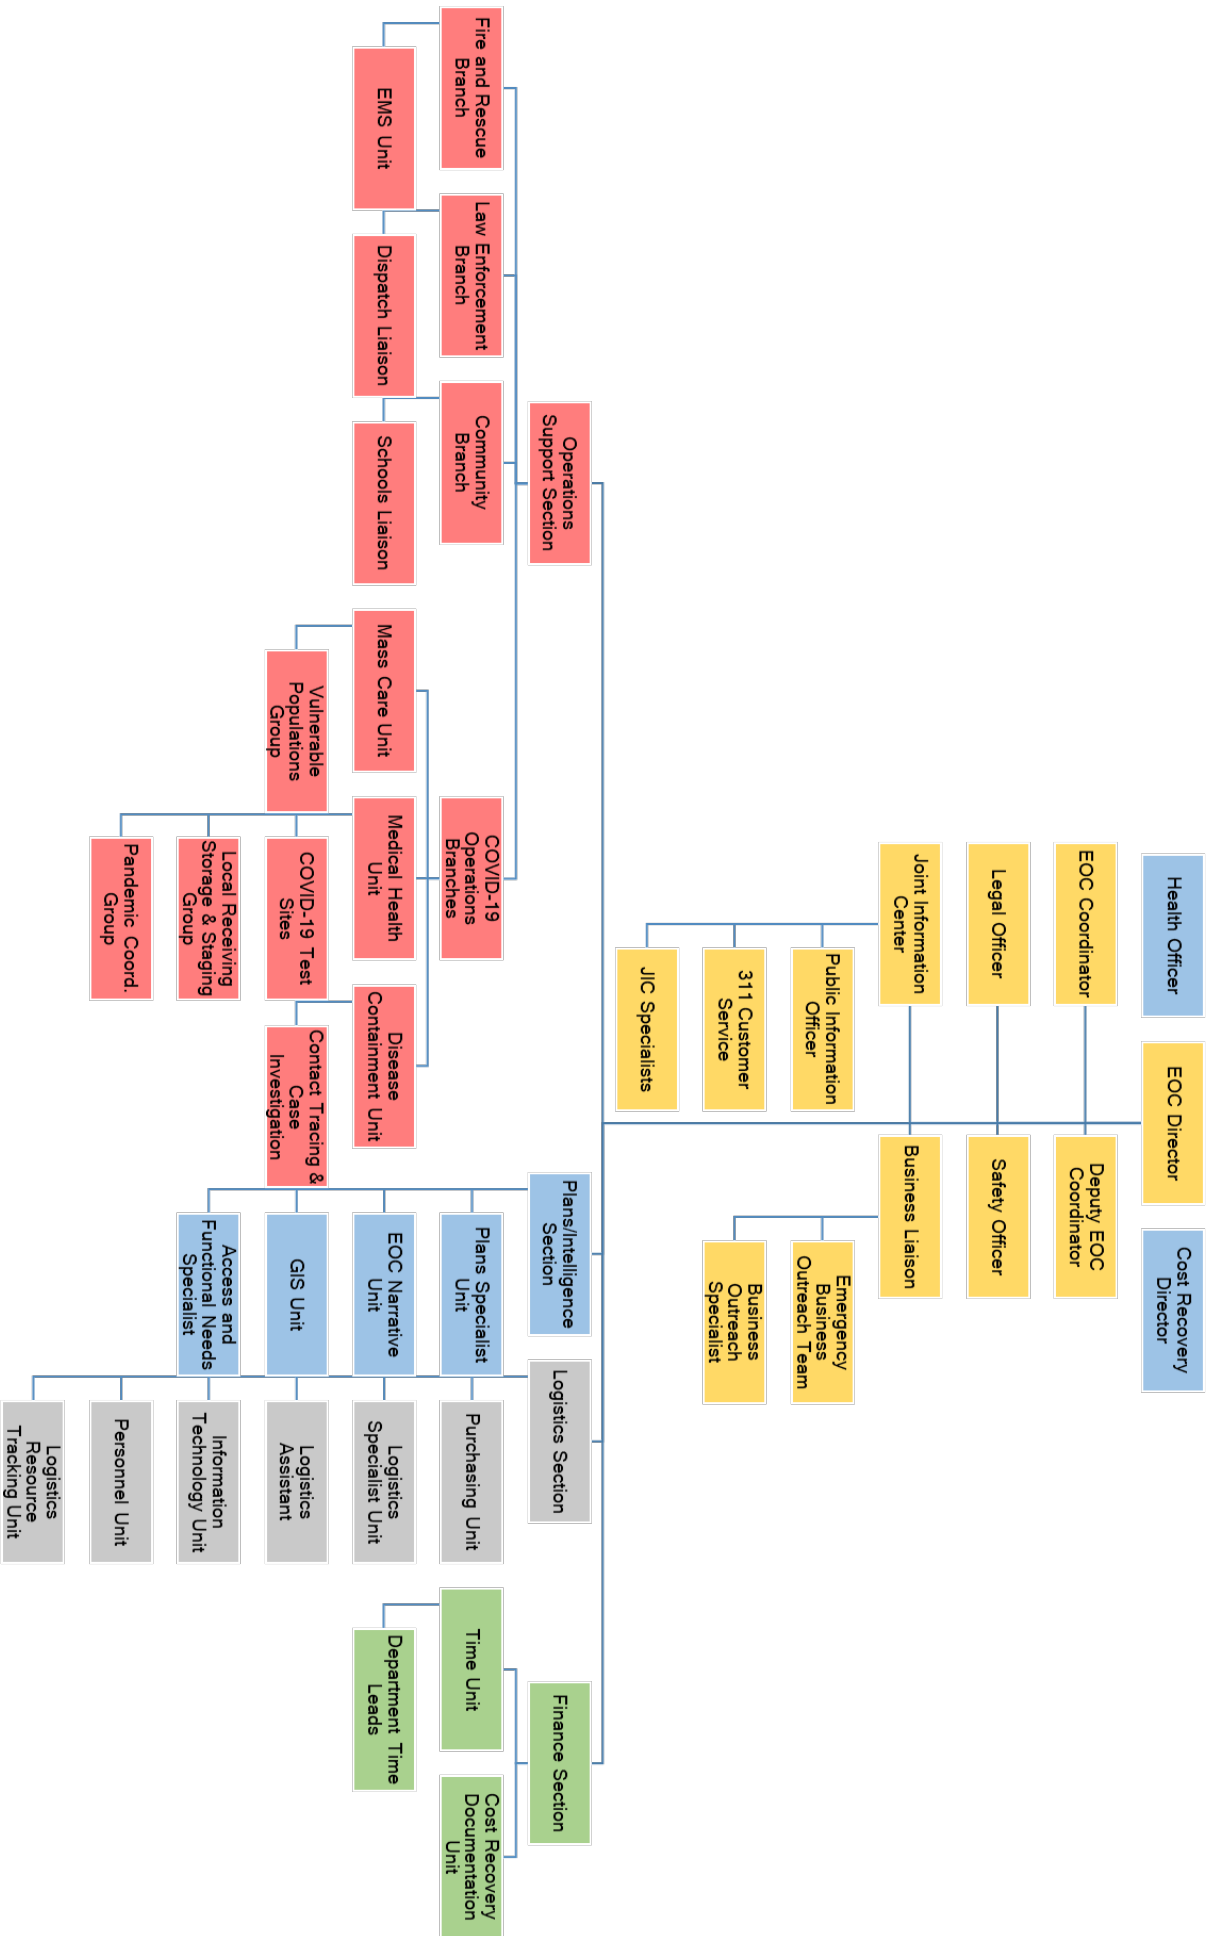 Health Officer
EOC Director
Cost Recovery
Director
EOC Coordinator
Deputy EOC
Coordinator
Legal Officer
Safety Officer
Joint Information
Center
Business Liaison
Public Information
Officer
311 Customer
Service
JIC Specialists
Emergency
Business
Outreach Team
Business
Outreach
Specialist
Operations
Support Section
Plans/Intelligence
Section
Logistics Section
Finance Section
Fire and Rescue
Branch
EMS Unit
Law Enforcement
Branch
Dispatch Liaison
Community
Branch
Schools Liaison
COVID-19
Operations
Branches
Mass Care Unit
Vulnerable
Populations
Group
Medical Health
Unit
COVID-19 Test
Sites
Local Receiving
Storage & Staging
Group
Pandemic Coord.
Group
Disease
Containment Unit
Contact Tracing &
Case
Investigation
Plans Specialist
Unit
EOC Narrative
Unit
GIS Unit
Access and
Functional Needs
Specialist
Purchasing Unit
Logistics
Specialist Unit
Logistics
Assistant
Information
Technology Unit
Personnel Unit
Logistics
Resource
Tracking Unit
Time Unit
Department Time
Leads
Cost Recovery
Documentation
Unit